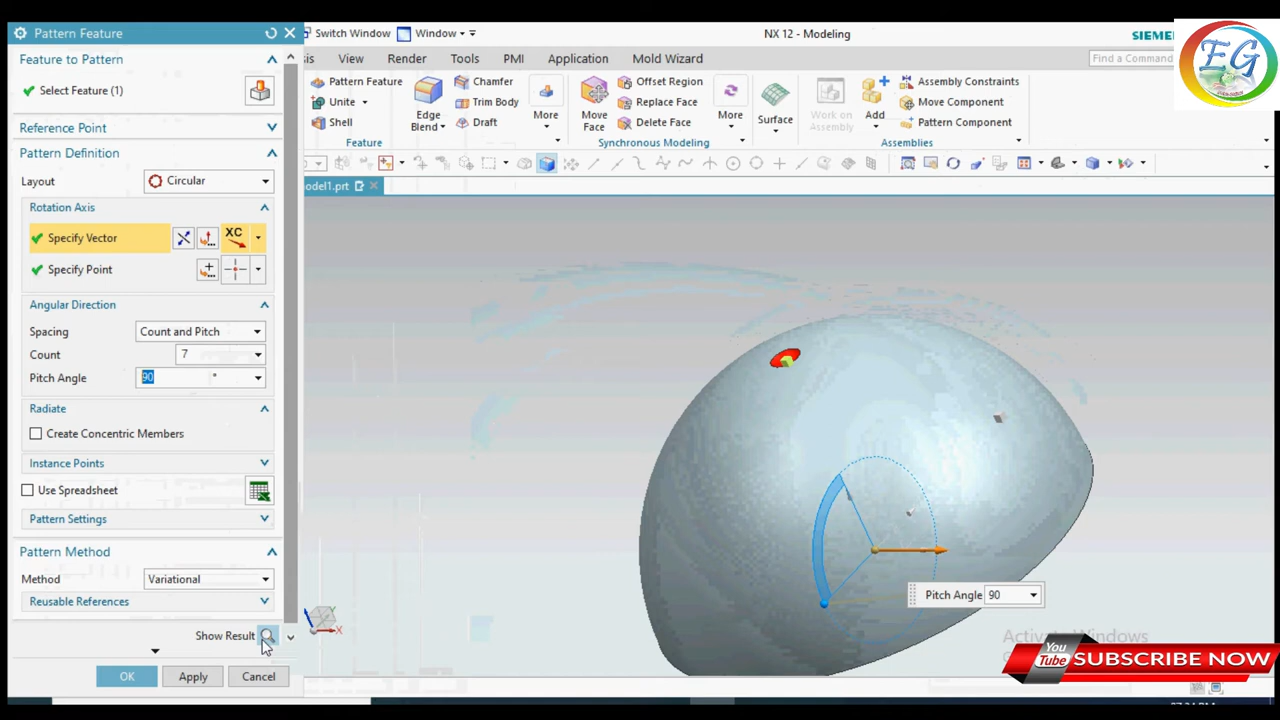 Pattern Feature
Switch Window
Window
NX 12 - Modeling
SIEME
EG
Feature to Pattern
View
Render
Tools
PMI
Application
Mold Wizard
Find a Command
Select Feature (1)
Pattern Feature
Unite
Shell
Edge
Blend
Chamfer
Trim Body
Draft
More
Feature
Move
Face
Offset Region
Replace Face
Delete Face
More
Synchronous Modeling
Surface
Work on
Assembly
Add
Assembly Constraints
Move Component
Pattern Component
Assemblies
Reference Point
Pattern Definition
Layout
Circular
odel1.prt
Rotation Axis
Specify Vector
XC
Specify Point
Angular Direction
Spacing
Count and Pitch
Count
7
Pitch Angle
90
°
Radiate
Create Concentric Members
Instance Points
Use Spreadsheet
Pattern Settings
Pattern Method
Method
Variational
Reusable References
Show Result
OK
Apply
Cancel
Pitch Angle 90
X
Activate Windows
You
Tube
SUBSCRIBE NOW